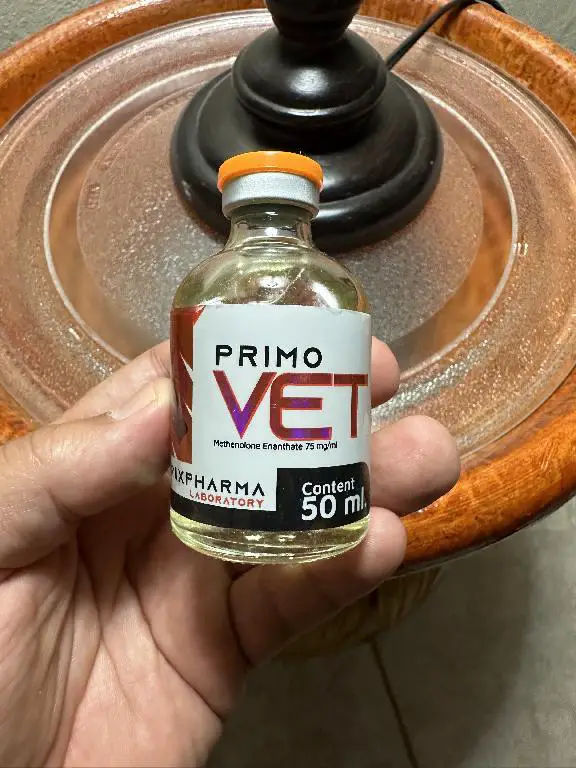 PRIMO
VET
Methenolone Enanthate 75 mg/ml
LABORATORY
Content
50 ml.